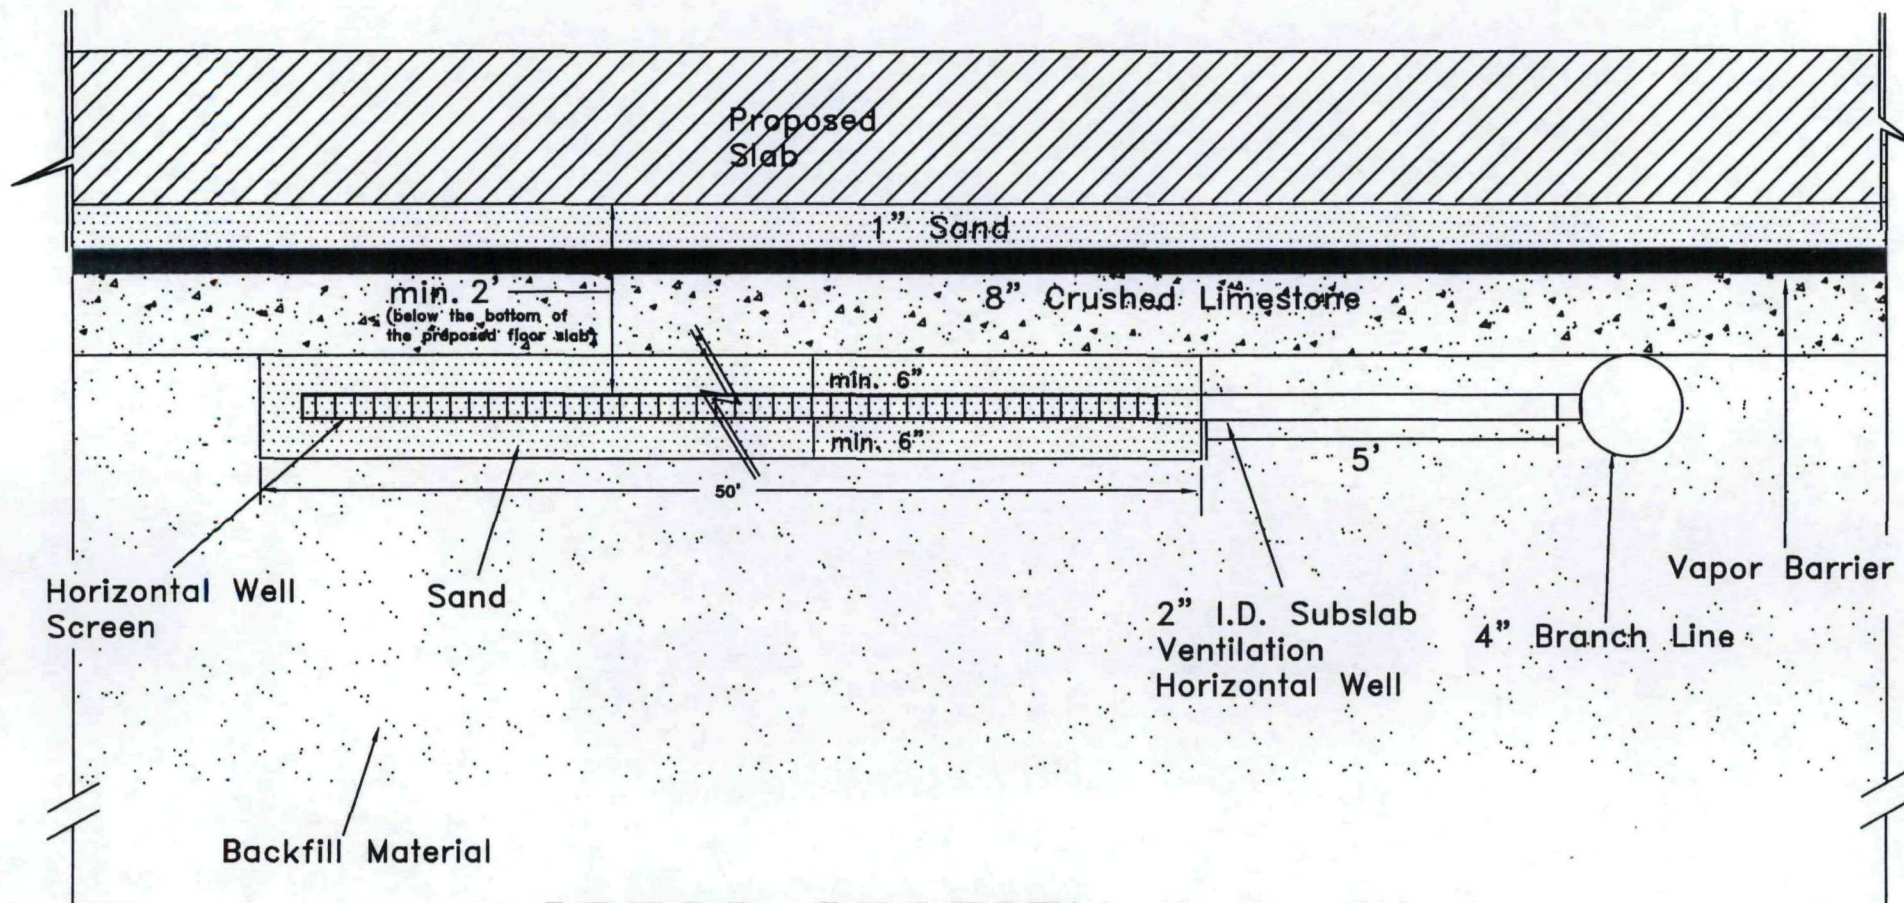 Proposed
Slab
1" Sand
min. 2'
(below the bottom of
the proposed floor slab)
8" Crushed Limestone
min. 6"
min. 6"
5'
50'
Horizontal Well
Screen
Sand
2" I.D. Subslab
Ventilation
Horizontal Well
4" Branch Line
Vapor Barrier
Backfill Material